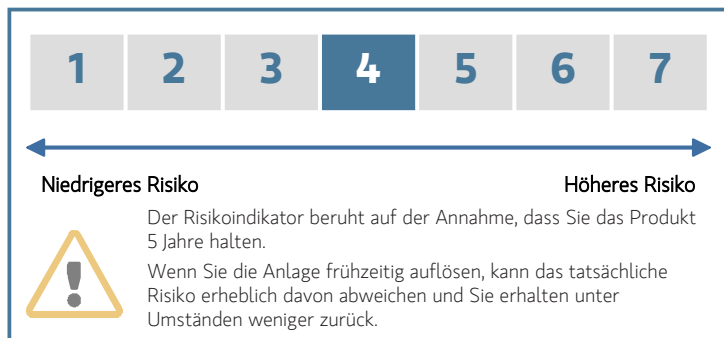 1 2 3 4 5 6 7
Niedrigeres Risiko Höheres Risiko
Der Risikoindikator beruht auf der Annahme, dass Sie das Produkt
5 Jahre halten.
Wenn Sie die Anlage frühzeitig auflösen, kann das tatsächliche
Risiko erheblich davon abweichen und Sie erhalten unter
Umständen weniger zurück.